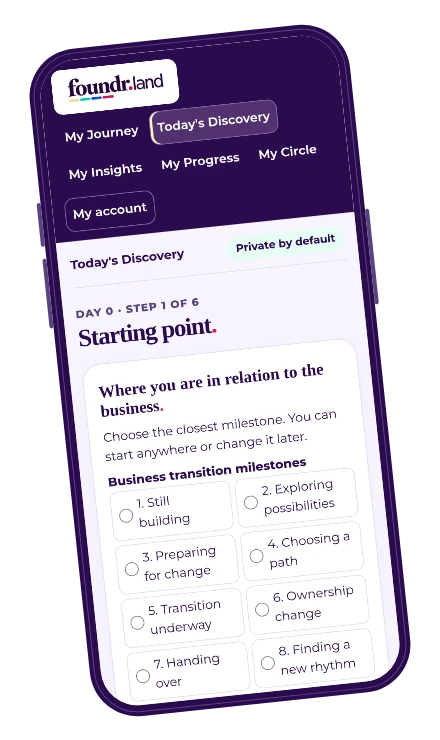 foundr.land
My Journey
Today's Discovery
My Insights
My Progress
My Circle
My account
Today's Discovery
Private by default
DAY 0 · STEP 1 OF 6
Starting point.
Where you are in relation to the
business.
Choose the closest milestone. You can
start anywhere or change it later.
Business transition milestones
1. Still
building
2. Exploring
possibilities
3. Preparing
for change
4. Choosing a
path
5. Transition
underway
6. Ownership
change
7. Handing
over
8. Finding a
new rhythm